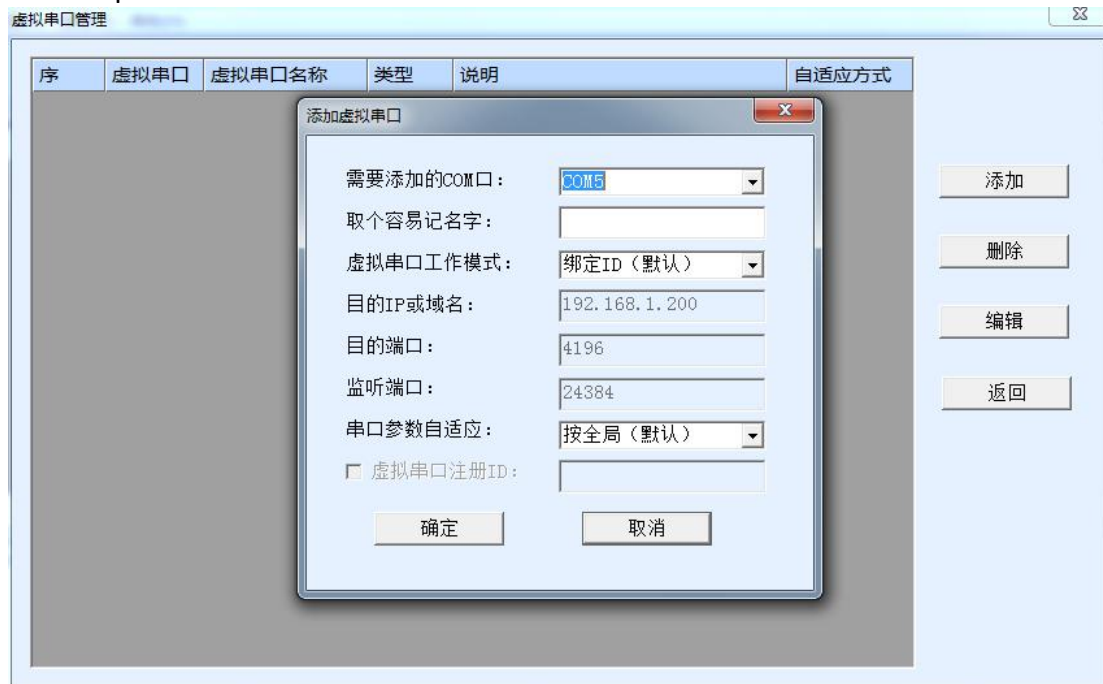 虚拟串口管理
序 虚拟串口 虚拟串口名称 类型 说明 自适应方式
添加虚拟串口
需要添加的COM口： COM5
添加
取个容易记名字：
删除
虚拟串口工作模式： 绑定ID（默认）
目的IP或域名： 192.168.1.200
编辑
目的端口： 4196
监听端口： 24384
返回
串口参数自适应： 按全局（默认）
虚拟串口注册ID：
确定 取消